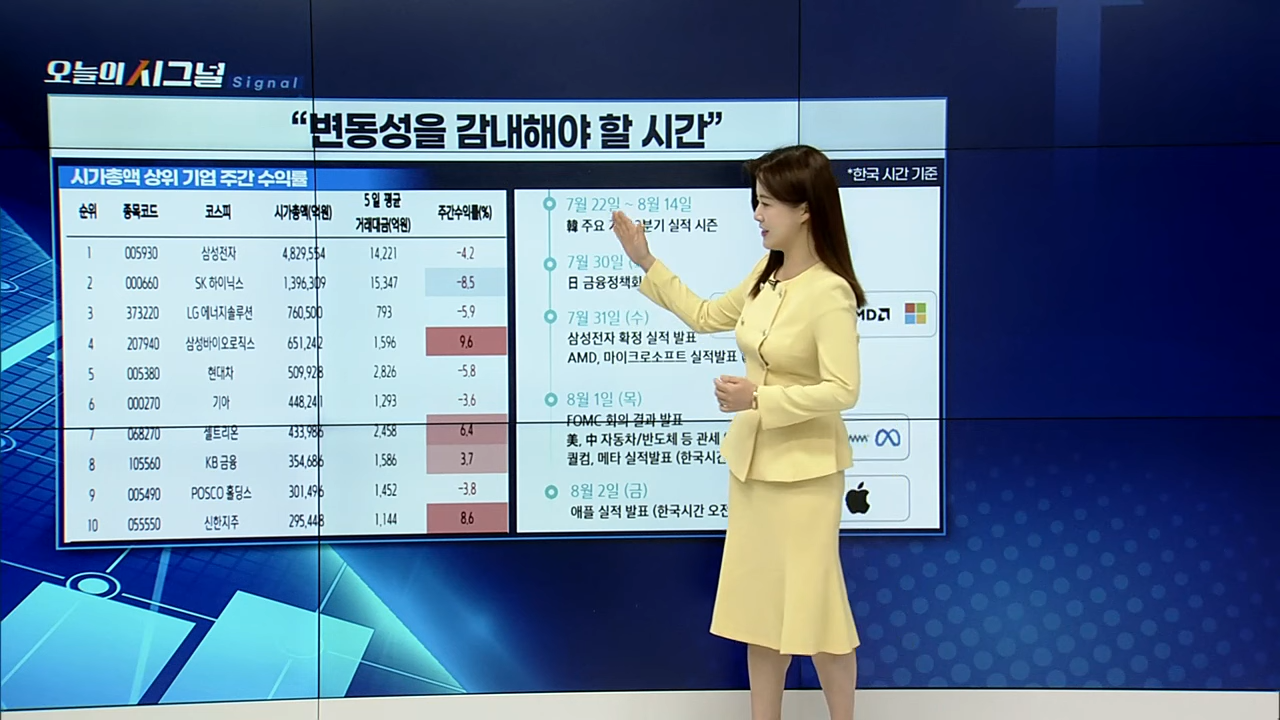 오늘의 시그널 Signal
“변동성을 감내해야 할 시간”
시가총액 상위 기업 주간 수익률
순위 종목코드 코스피 시가총액(억원) 5일 평균 거래대금(억원) 주간수익률(%)
1 005930 삼성전자 4,829,554 14,221 -4.2
2 000660 SK 하이닉스 1,396,309 15,347 -8.5
3 373220 LG 에너지솔루션 760,500 793 -5.9
4 207940 삼성바이오로직스 651,242 1,596 9.6
5 005380 현대차 509,928 2,826 -5.8
6 000270 기아 448,241 1,293 -3.6
7 068270 셀트리온 433,986 2,458 6.4
8 105560 KB 금융 354,686 1,586 3.7
9 005490 POSCO 홀딩스 301,496 1,452 -3.8
10 055550 신한지주 295,448 1,144 8.6
*한국 시간 기준
7월 22일 ~ 8월 14일
韓 주요 분기 실적 시즌
7월 30일
日 금융정책회
7월 31일 (수)
삼성전자 확정 실적 발표
AMD, 마이크로소프트 실적발표
MD
8월 1일 (목)
FOMC 회의 결과 발표
美, 中 자동차/반도체 등 관세
퀄컴, 메타 실적발표 (한국시간
8월 2일 (금)
애플 실적 발표 (한국시간 오전